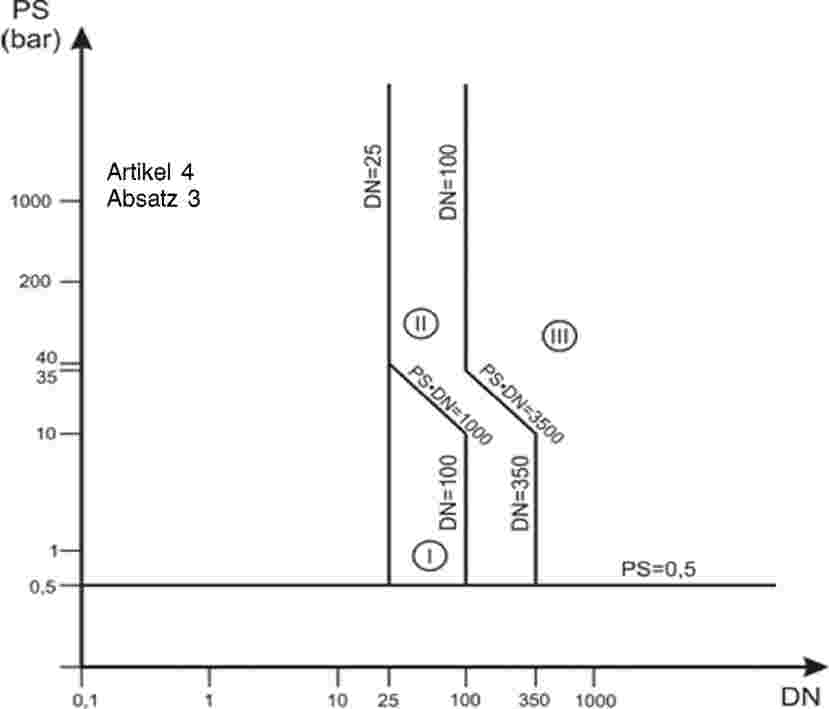 PS
(bar)
Artikel 4
Absatz 3
DN=25
DN=100
1000
200
II
III
40
35
PS•DN=1000
PS•DN=3500
10
DN=100
DN=350
1
I
PS=0,5
0,5
0,1
1
10
25
100
350
1000
DN